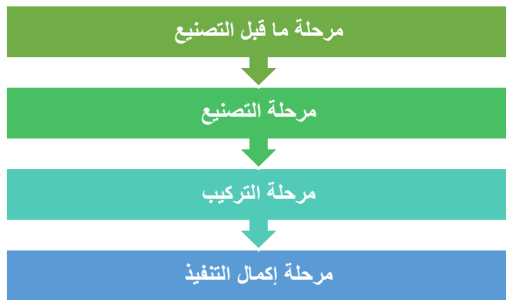 مرحلة ما قبل التصنيع
مرحلة التصنيع
مرحلة التركيب
مرحلة إكمال التنفيذ